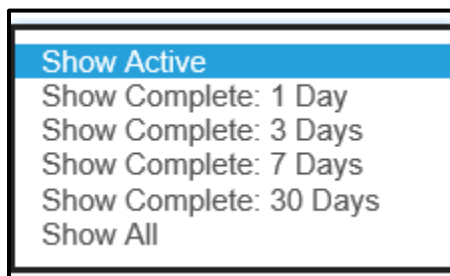 Show Active
Show Complete: 1 Day
Show Complete: 3 Days
Show Complete: 7 Days
Show Complete: 30 Days
Show All